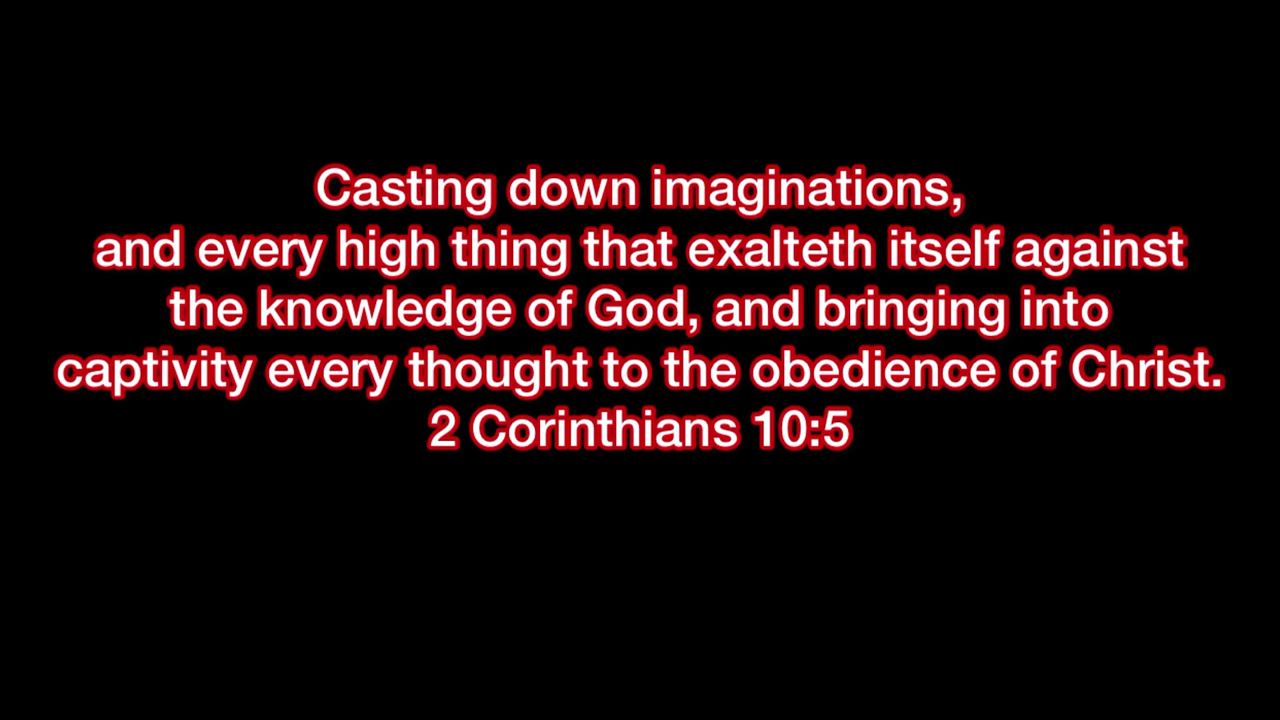 Casting down imaginations,
and every high thing that exalteth itself against
the knowledge of God, and bringing into
captivity every thought to the obedience of Christ.
2 Corinthians 10:5